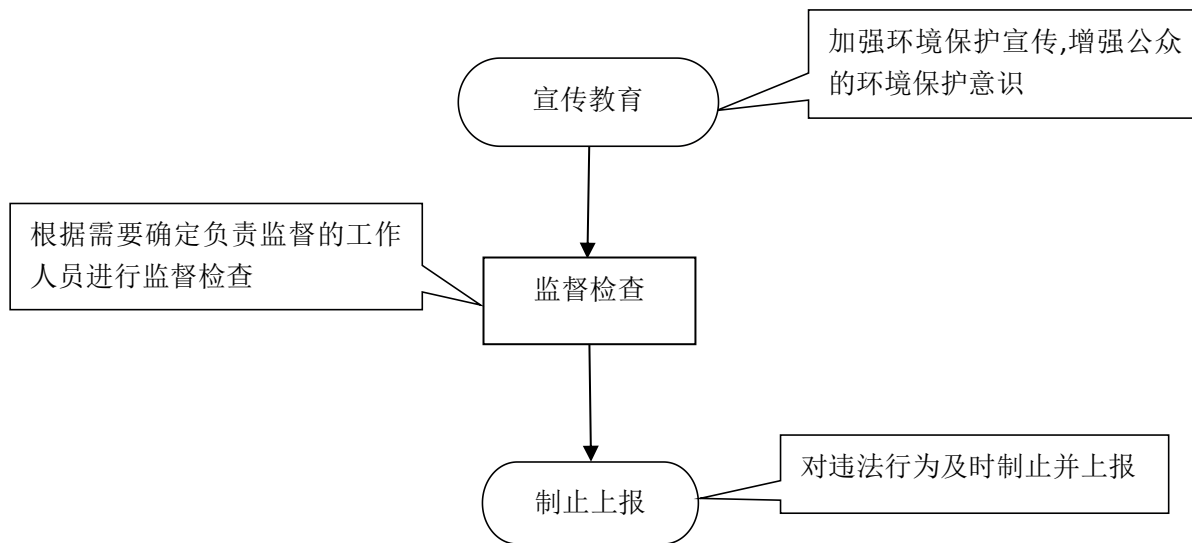 加强环境保护宣传,增强公众
的环境保护意识
宣传教育
根据需要确定负责监督的工作
人员进行监督检查
监督检查
对违法行为及时制止并上报
制止上报